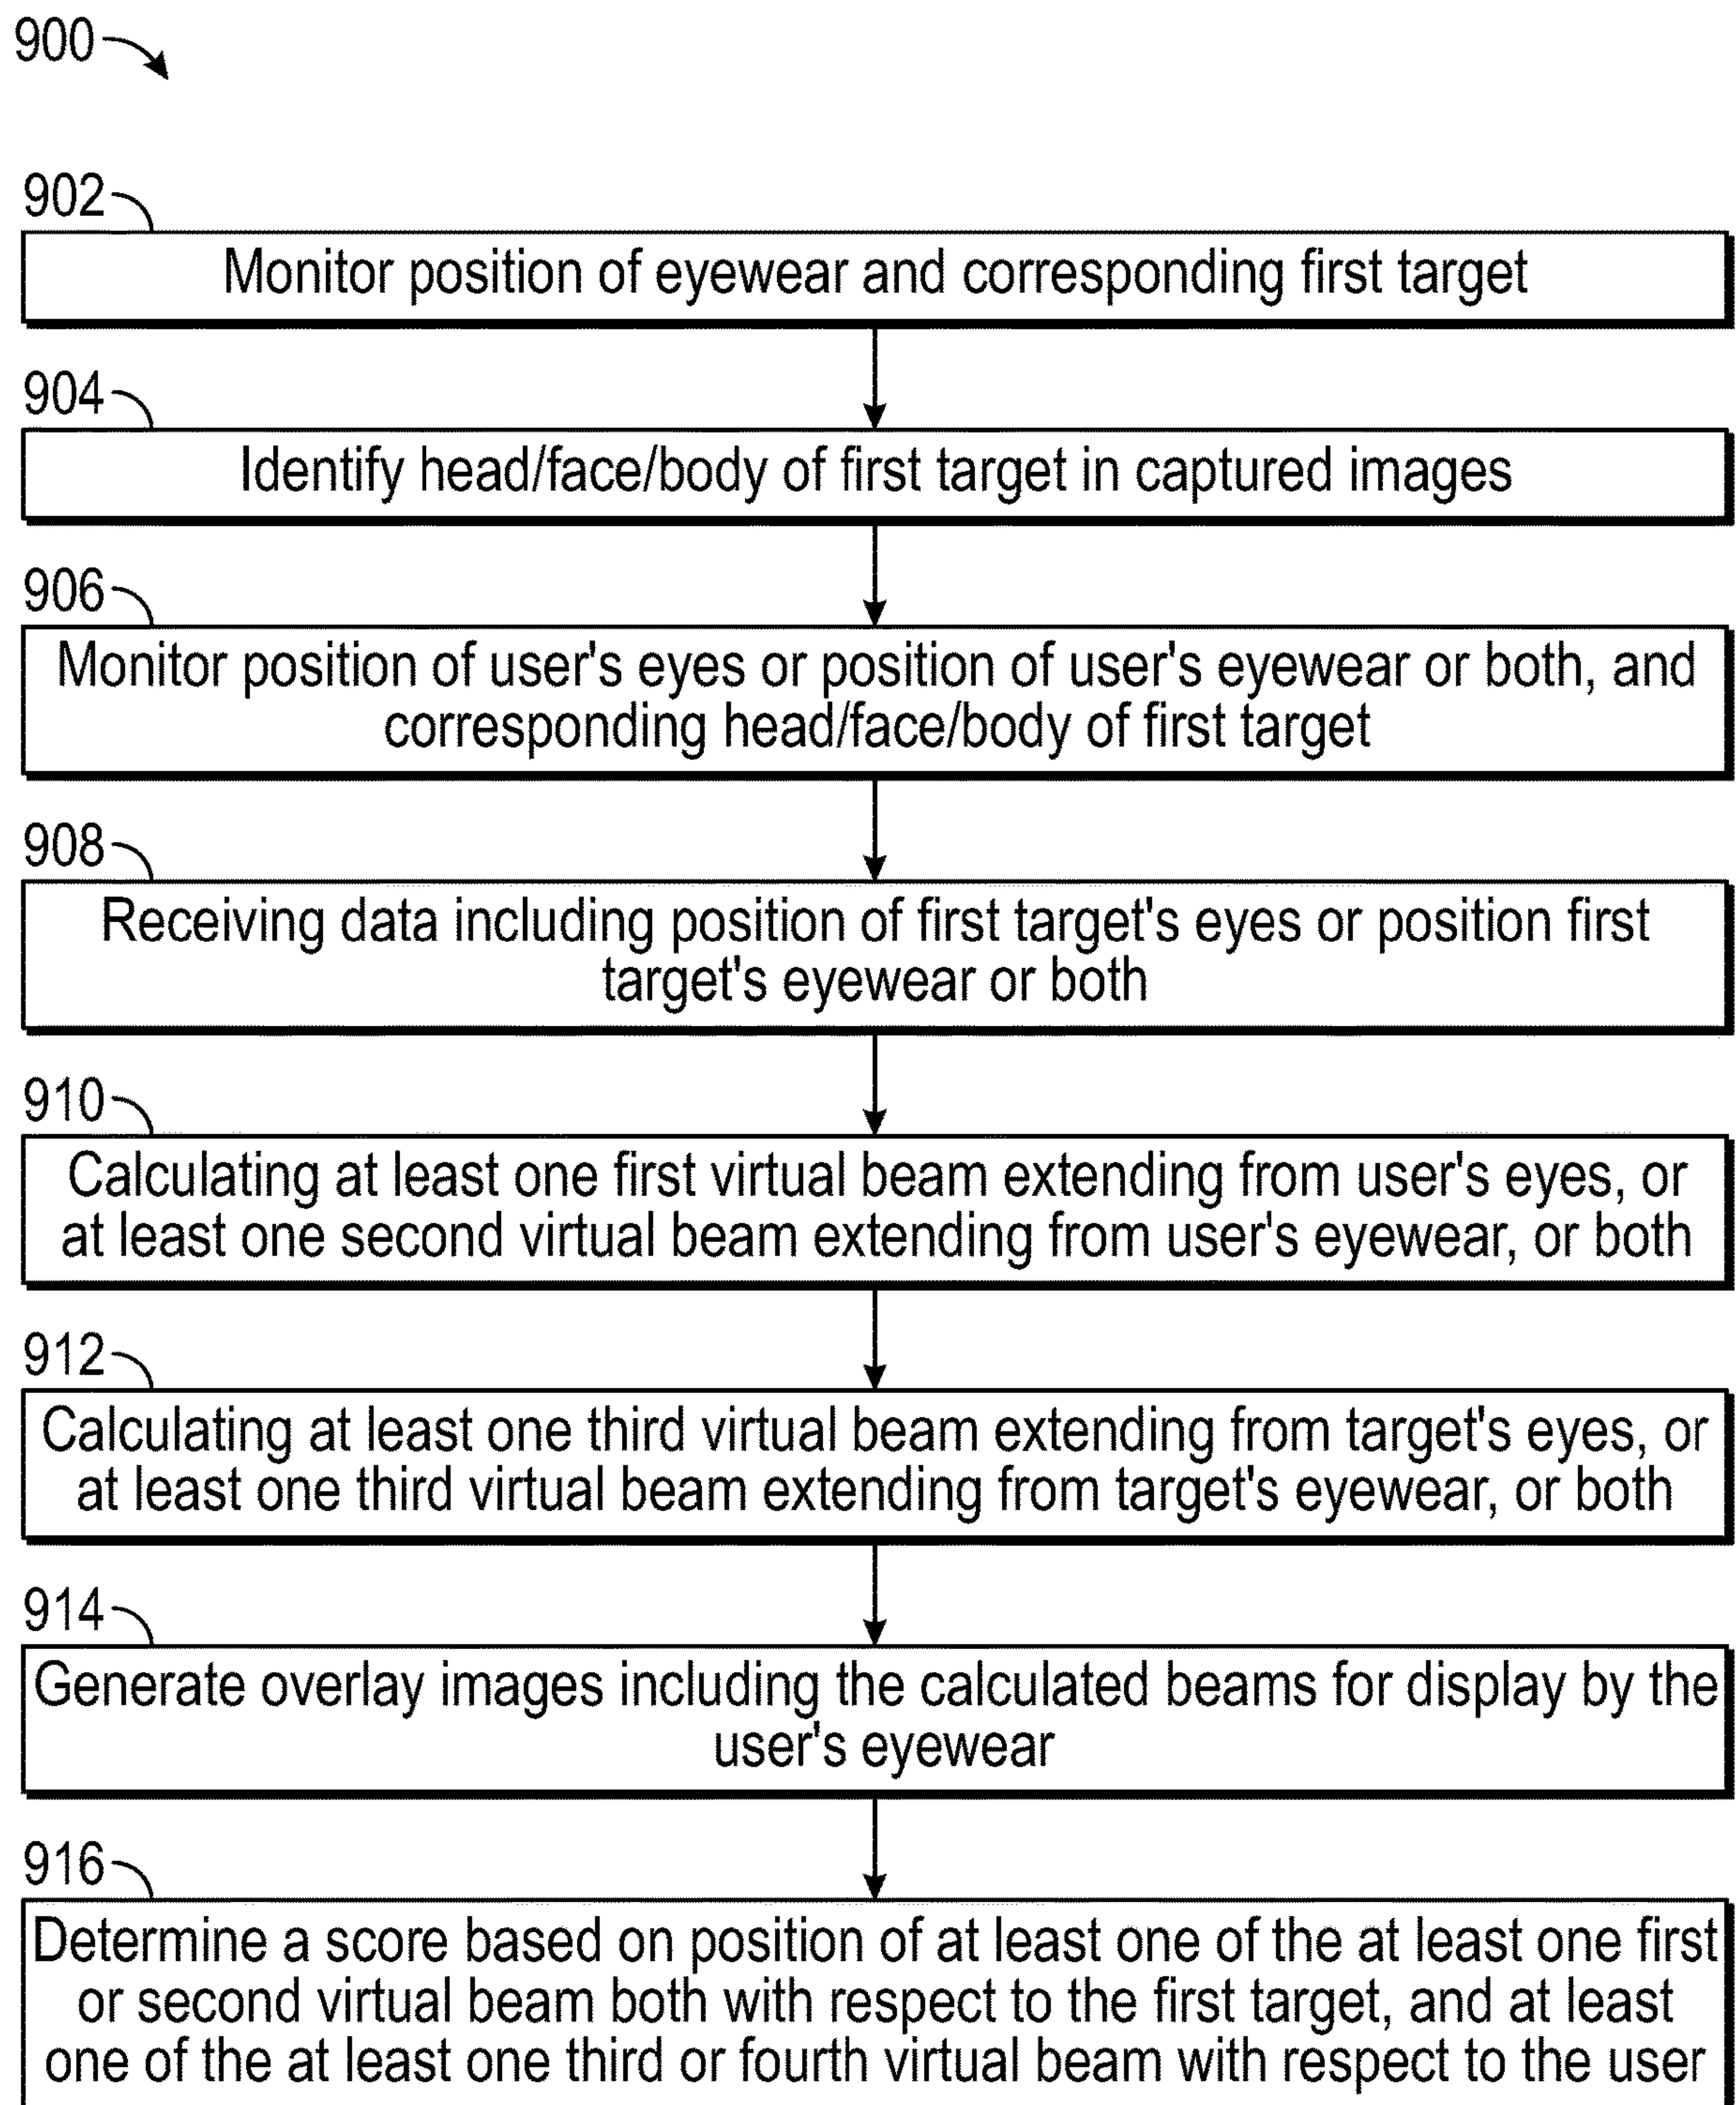 900
902
Monitor position of eyewear and corresponding first target
904
Identify head/face/body of first target in captured images
906
Monitor position of user's eyes or position of user's eyewear or both, and
corresponding head/face/body of first target
908
Receiving data including position of first target's eyes or position first
target's eyewear or both
910
Calculating at least one first virtual beam extending from user's eyes, or
at least one second virtual beam extending from user's eyewear, or both
912
Calculating at least one third virtual beam extending from target's eyes, or
at least one third virtual beam extending from target's eyewear, or both
914
Generate overlay images including the calculated beams for display by the
user's eyewear
916
Determine a score based on position of at least one of the at least one first
or second virtual beam both with respect to the first target, and at least
one of the at least one third or fourth virtual beam with respect to the user